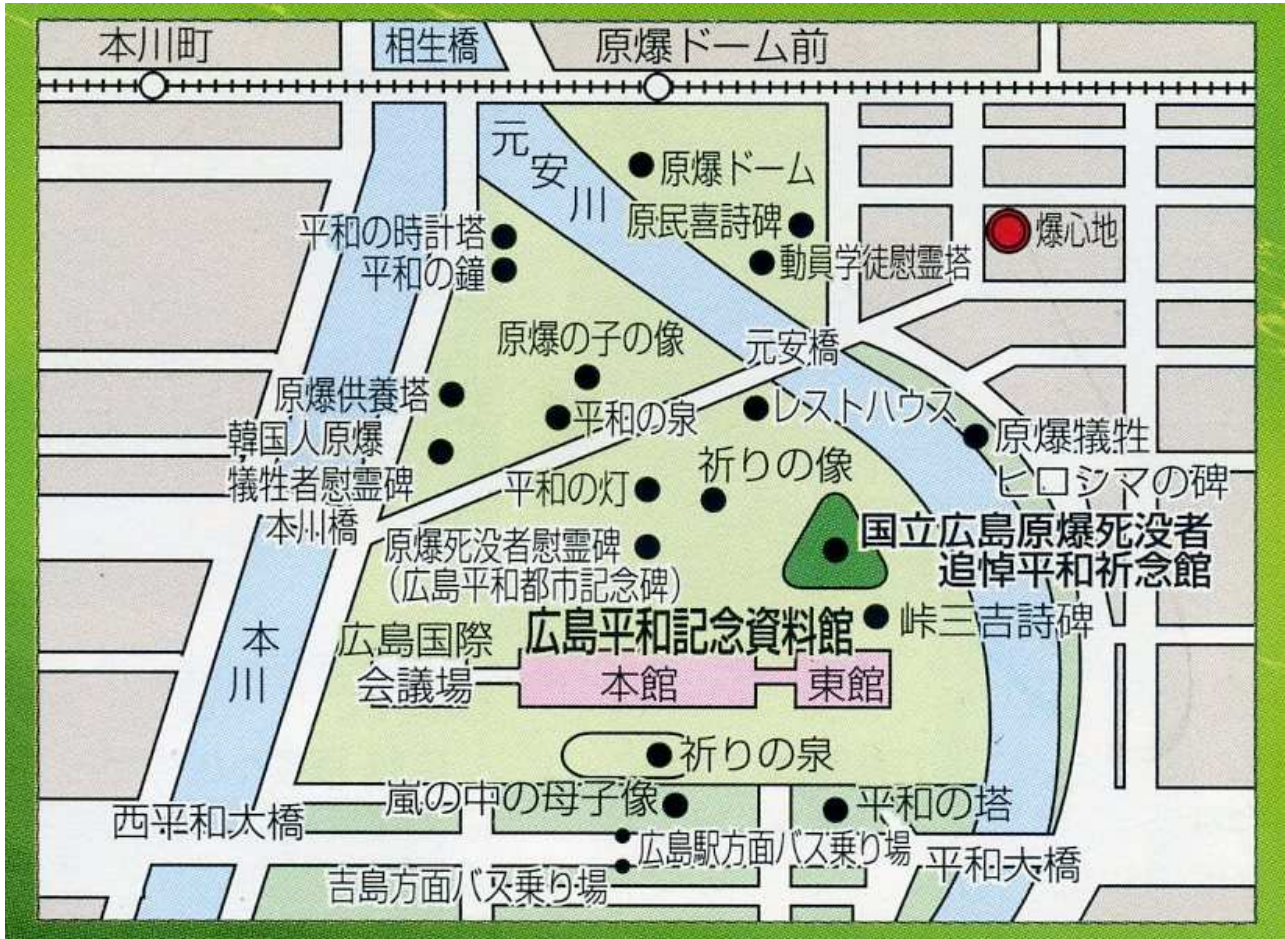 本川町
相生橋
原爆ドーム前
元安川
原爆ドーム
原民喜詩碑
爆心地
平和の時計塔
動員学徒慰霊塔
平和の鐘
原爆の子の像
元安橋
原爆供養塔
平和の泉
レストハウス
韓国人原爆
犠牲者慰霊碑
原爆犠牲
ヒロシマの碑
祈りの像
平和の灯
本川橋
原爆死没者慰霊碑
(広島平和都市記念碑)
国立広島原爆死没者
追悼平和祈念館
峠三吉詩碑
本川
広島国際
会議場
広島平和記念資料館
本館
東館
祈りの泉
嵐の中の母子像
平和の塔
西平和大橋
広島駅方面バス乗り場
平和大橋
吉島方面バス乗り場